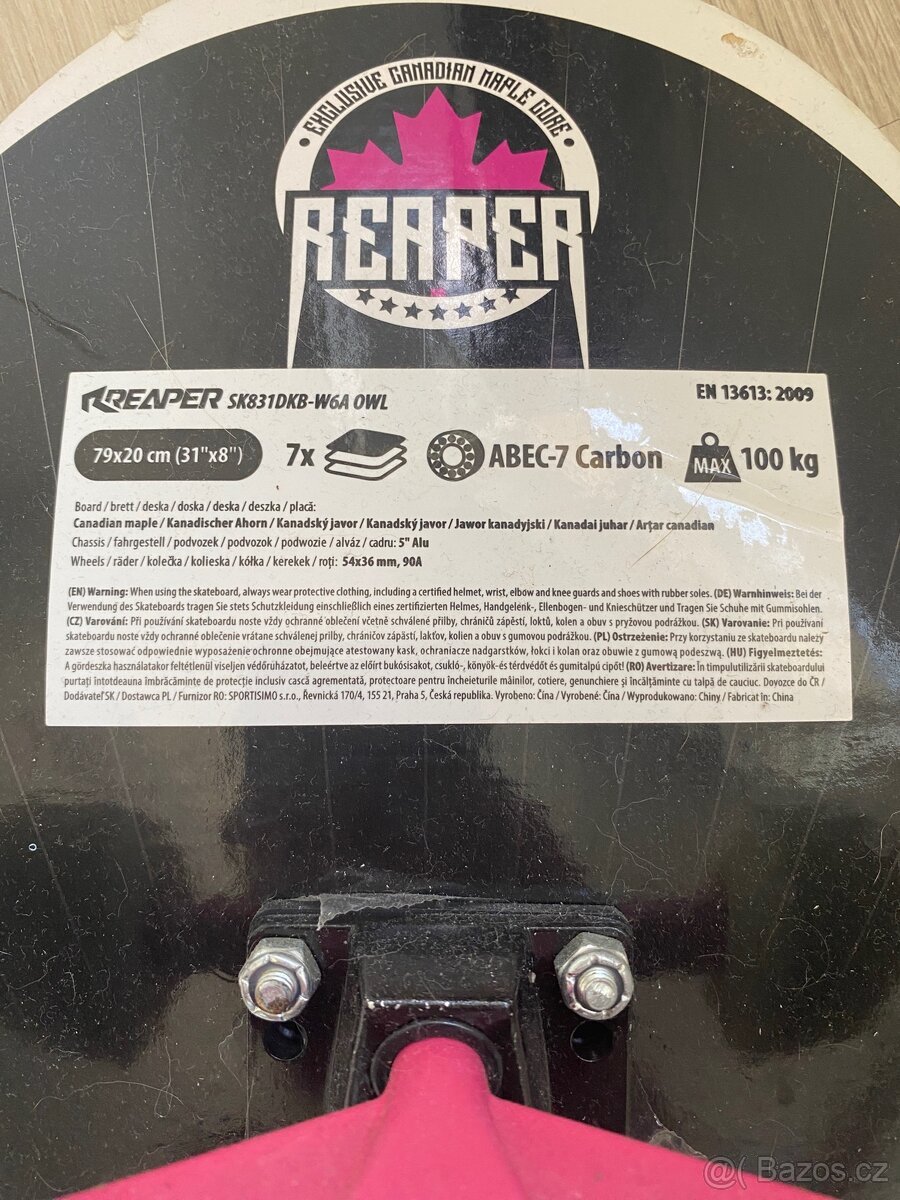 EXCLUSIVE CANADIAN MAPLE CORE
REAPER
REAPER SK831DKB-W6A OWL
EN 13613: 2009
79x20 cm (31"x8")
7x
ABEC-7 Carbon
MAX 100 kg
Board / brett / deska / doska / deska / deszka / placă:
Canadian maple / Kanadischer Ahorn / Kanadský javor / Kanadský javor / Jawor kanadyjski / Kanadai juhar / Arțar canadian
Chassis / fahrgestell / podvozek / podvozok / podwozie / alváz / cadru: 5" Alu
Wheels / räder / kolečka / kolieska / kółka / kerekek / roți: 54x36 mm, 90A
(EN) Warning: When using the skateboard, always wear protective clothing, including a certified helmet, wrist, elbow and knee guards and shoes with rubber soles. (DE) Warnhinweis: Bei der
Verwendung des Skateboards tragen Sie stets Schutzkleidung einschließlich eines zertifizierten Helmes, Handgelenk-, Ellenbogen- und Knieschützer und Tragen Sie Schuhe mit Gummisohlen.
(CZ) Varování: Při používání skateboardu noste vždy ochranné oblečení včetně schválené přilby, chráničů zápěstí, loktů, kolen a obuv s pryžovou podrážkou. (SK) Varovanie: Pri používaní
skateboardu noste vždy ochranné oblečenie vrátane schválenej prilby, chráničov zápästí, lakťov, kolien a obuv s gumovou podrážkou. (PL) Ostrzeżenie: Przy korzystaniu ze skateboardu należy
zawsze stosować odpowiednie wyposażenie ochronne obejmujące atestowany kask, ochraniacze nadgarstków, łokci i kolan oraz obuwie z gumową podeszwą. (HU) Figyelmeztetés:
A gördeszka használatakor feltétlenül viseljen védőruházatot, beleértve az előírt bukósisakot, csukló-, könyök-és térdvédőt és gumitalpú cipőt! (RO) Avertizare: În timpul utilizării skateboardului
purtați întotdeauna îmbrăcăminte de protecție inclusiv cască agrementată, protectoare pentru încheieturile mâinilor, cotiere, genunchiere și încălțăminte cu talpă de cauciuc. Dovozce do ČR /
Dodávateľ SK / Dostawca PL / Furnizor RO: SPORTISIMO s.r.o., Řevnická 170/4, 155 21, Praha 5, Česká republika. Vyrobeno: Čína / Vyrobené: Čína / Wyprodukowano: Chiny / Fabricat în: China
@( Bazos.cz